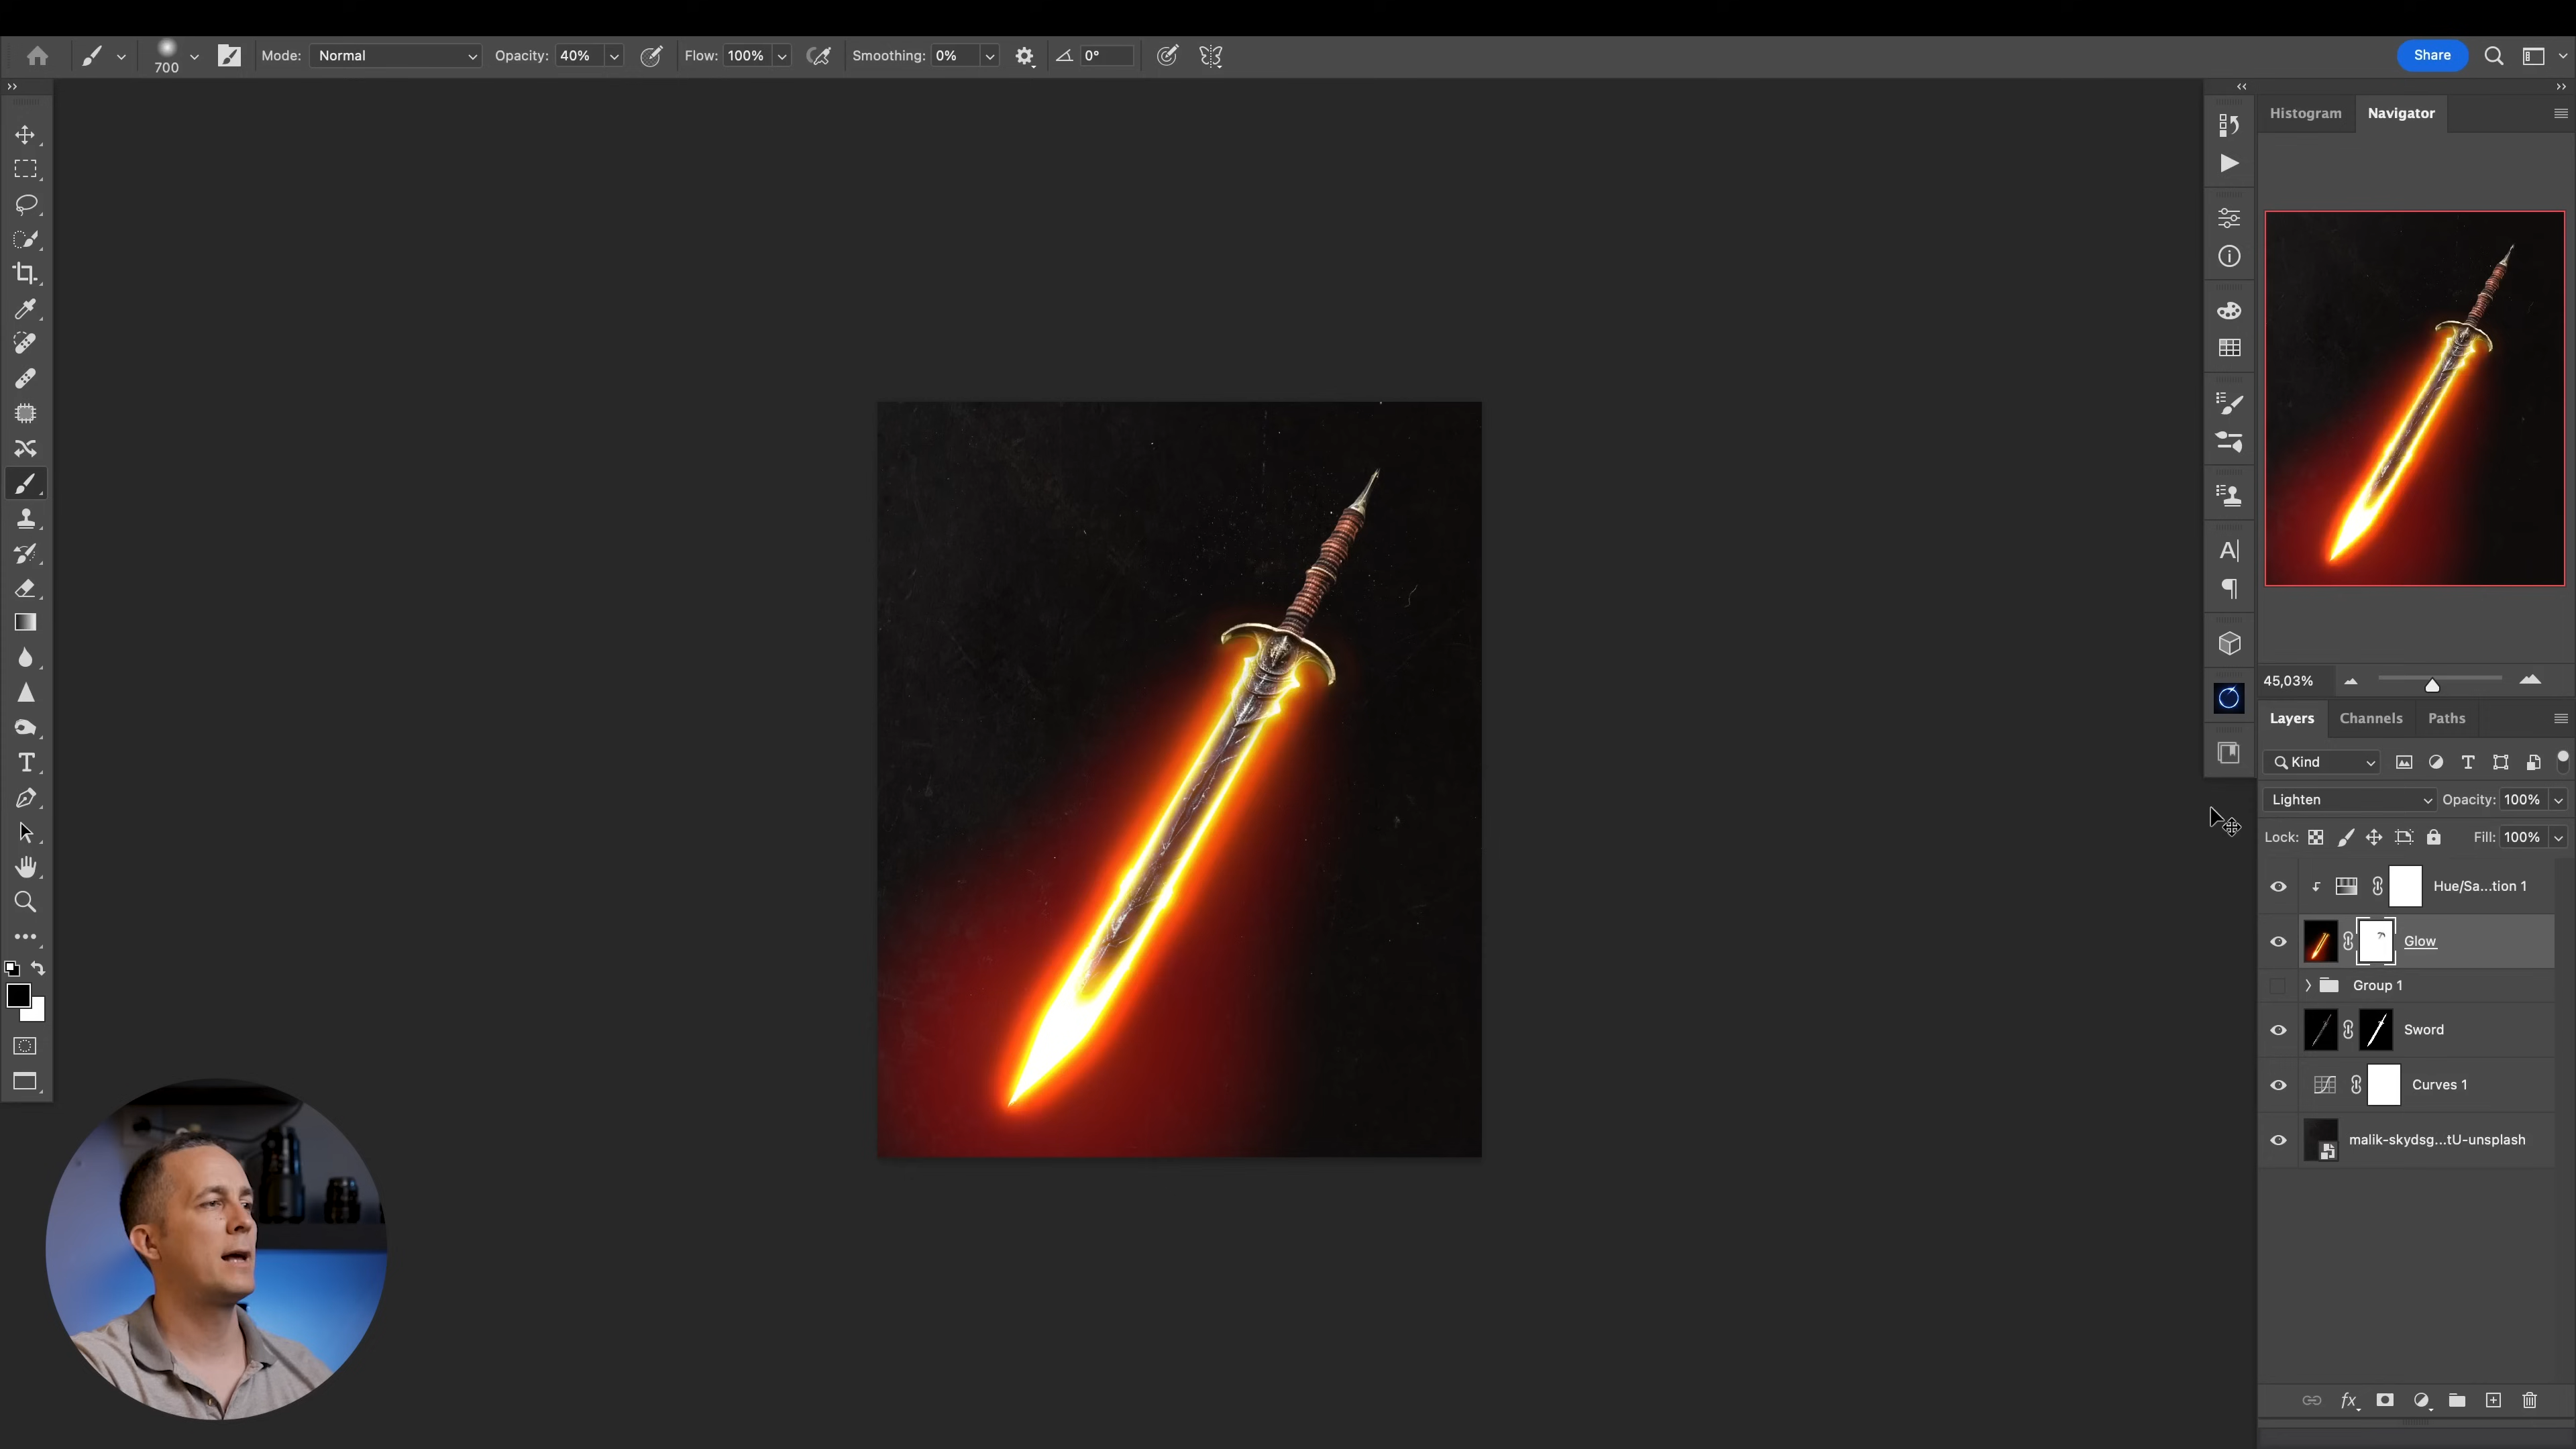 700
Mode: Normal
Opacity: 40%
Flow: 100%
Smoothing: 0%
0°
Share
Histogram
Navigator
45,03%
Layers
Channels
Paths
Kind
Lighten
Opacity: 100%
Lock:
Fill: 100%
Hue/Sa...tion 1
Glow
Group 1
Sword
Curves 1
malik-skydsg...tU-unsplash